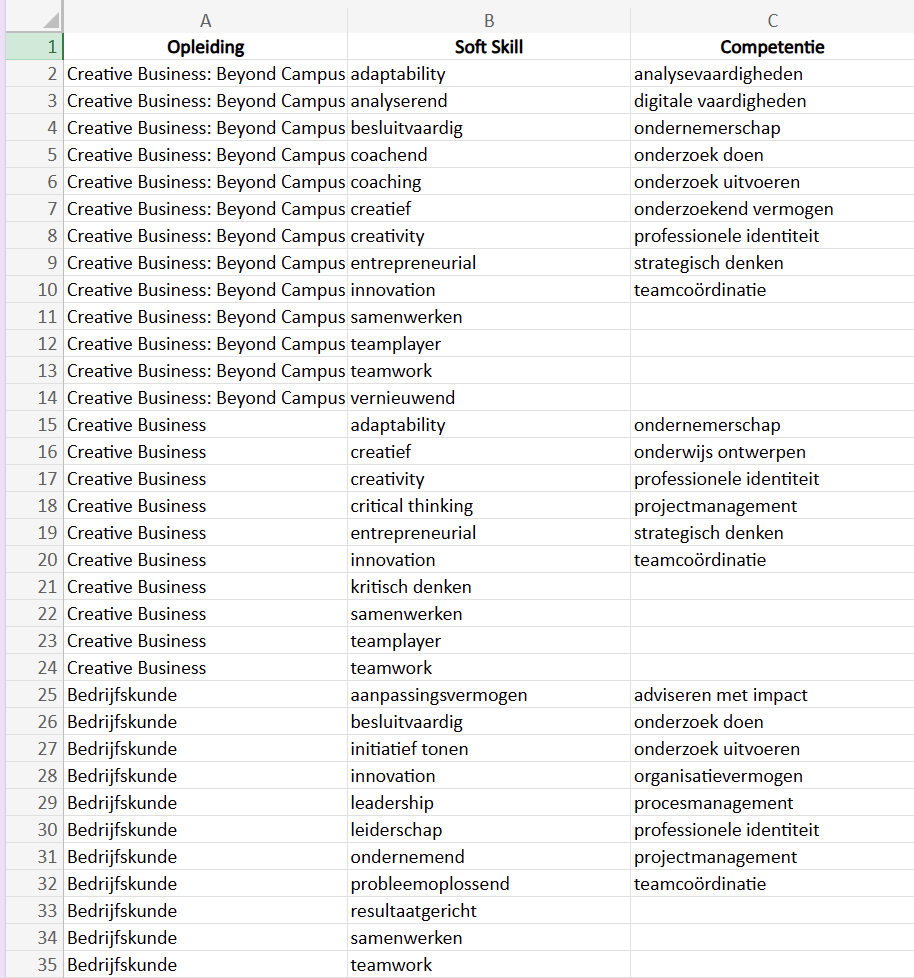 A B C
1 Opleiding Soft Skill Competentie
2 Creative Business: Beyond Campus adaptability analysevaardigheden
3 Creative Business: Beyond Campus analyserend digitale vaardigheden
4 Creative Business: Beyond Campus besluitvaardig ondernemerschap
5 Creative Business: Beyond Campus coachend onderzoek doen
6 Creative Business: Beyond Campus coaching onderzoek uitvoeren
7 Creative Business: Beyond Campus creatief onderzoekend vermogen
8 Creative Business: Beyond Campus creativity professionele identiteit
9 Creative Business: Beyond Campus entrepreneurial strategisch denken
10 Creative Business: Beyond Campus innovation teamcoördinatie
11 Creative Business: Beyond Campus samenwerken
12 Creative Business: Beyond Campus teamplayer
13 Creative Business: Beyond Campus teamwork
14 Creative Business: Beyond Campus vernieuwend
15 Creative Business adaptability ondernemerschap
16 Creative Business creatief onderwijs ontwerpen
17 Creative Business creativity professionele identiteit
18 Creative Business critical thinking projectmanagement
19 Creative Business entrepreneurial strategisch denken
20 Creative Business innovation teamcoördinatie
21 Creative Business kritisch denken
22 Creative Business samenwerken
23 Creative Business teamplayer
24 Creative Business teamwork
25 Bedrijfskunde aanpassingsvermogen adviseren met impact
26 Bedrijfskunde besluitvaardig onderzoek doen
27 Bedrijfskunde initiatief tonen onderzoek uitvoeren
28 Bedrijfskunde innovation organisatievermogen
29 Bedrijfskunde leadership procesmanagement
30 Bedrijfskunde leiderschap professionele identiteit
31 Bedrijfskunde ondernemend projectmanagement
32 Bedrijfskunde probleemoplossend teamcoördinatie
33 Bedrijfskunde resultaatgericht
34 Bedrijfskunde samenwerken
35 Bedrijfskunde teamwork